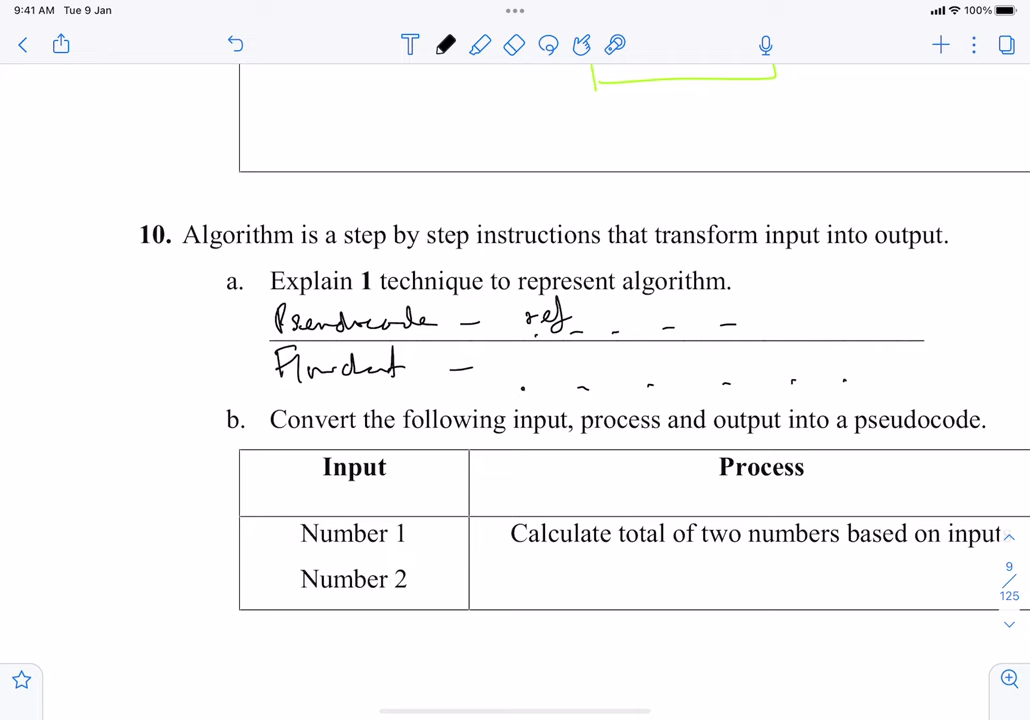 9:41 AM Tue 9 Jan 100%
10. Algorithm is a step by step instructions that transform input into output.
a. Explain 1 technique to represent algorithm.
Pseudocode – ref
Flowchart –
b. Convert the following input, process and output into a pseudocode.
Input Process
Number 1 Calculate total of two numbers based on input
Number 2
9
125